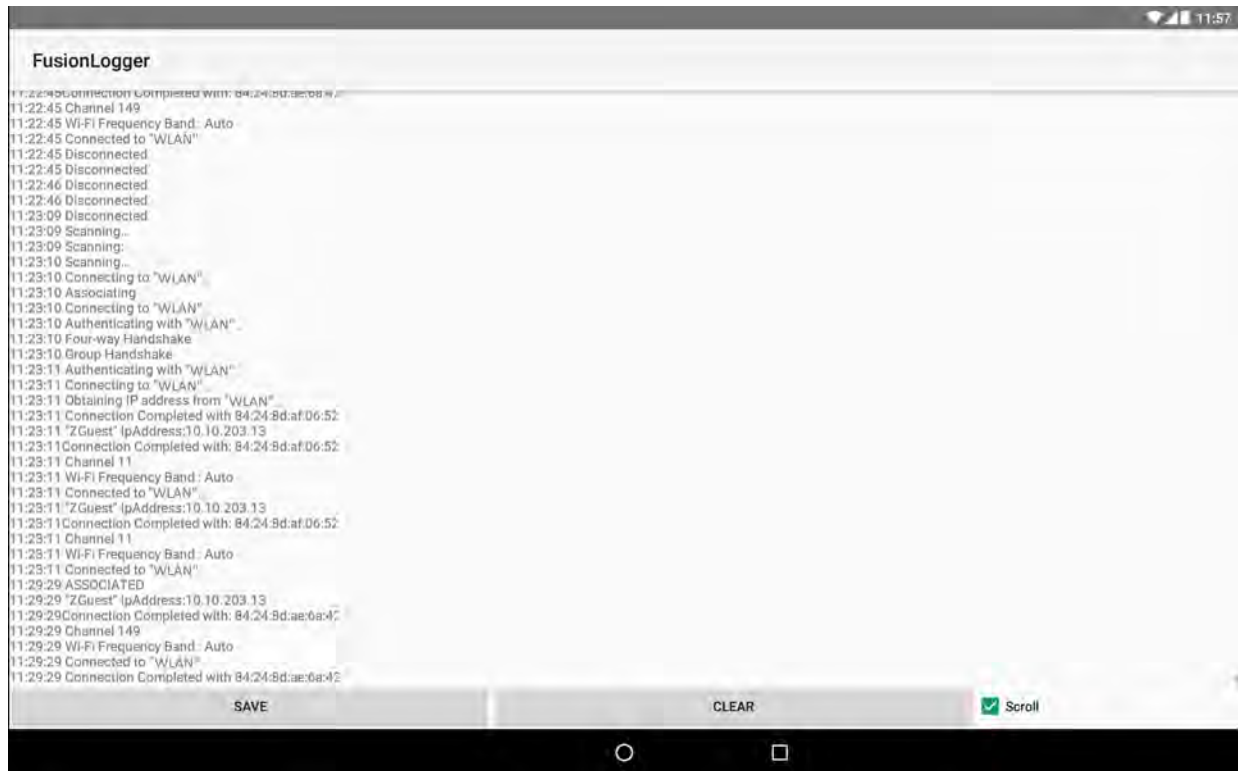 11:57
FusionLogger
11:22:45Connection Completed with: 84:24:8d:ae:6a:42
11:22:45 Channel 149
11:22:45 Wi-Fi Frequency Band : Auto
11:22:45 Connected to "WLAN"
11:22:45 Disconnected
11:22:45 Disconnected
11:22:46 Disconnected
11:22:46 Disconnected
11:23:09 Disconnected
11:23:09 Scanning...
11:23:09 Scanning:
11:23:10 Scanning...
11:23:10 Connecting to "WLAN"
11:23:10 Associating
11:23:10 Connecting to "WLAN"
11:23:10 Authenticating with "WLAN"
11:23:10 Four-way Handshake
11:23:10 Group Handshake
11:23:11 Authenticating with "WLAN"
11:23:11 Connecting to "WLAN"
11:23:11 Obtaining IP address from "WLAN"
11:23:11 Connection Completed with 84:24:8d:af:06:52
11:23:11 "ZGuest" IpAddress:10.10.203.13
11:23:11Connection Completed with: 84:24:8d:af:06:52
11:23:11 Channel 11
11:23:11 Wi-Fi Frequency Band : Auto
11:23:11 Connected to "WLAN"
11:23:11 "ZGuest" IpAddress:10.10.203.13
11:23:11Connection Completed with: 84:24:8d:af:06:52
11:23:11 Channel 11
11:23:11 Wi-Fi Frequency Band : Auto
11:23:11 Connected to "WLAN"
11:29:29 ASSOCIATED
11:29:29 "ZGuest" IpAddress:10.10.203.13
11:29:29Connection Completed with: 84:24:8d:ae:6a:42
11:29:29 Channel 149
11:29:29 Wi-Fi Frequency Band : Auto
11:29:29 Connected to "WLAN"
11:29:29 Connection Completed with 84:24:8d:ae:6a:42
SAVE
CLEAR
Scroll